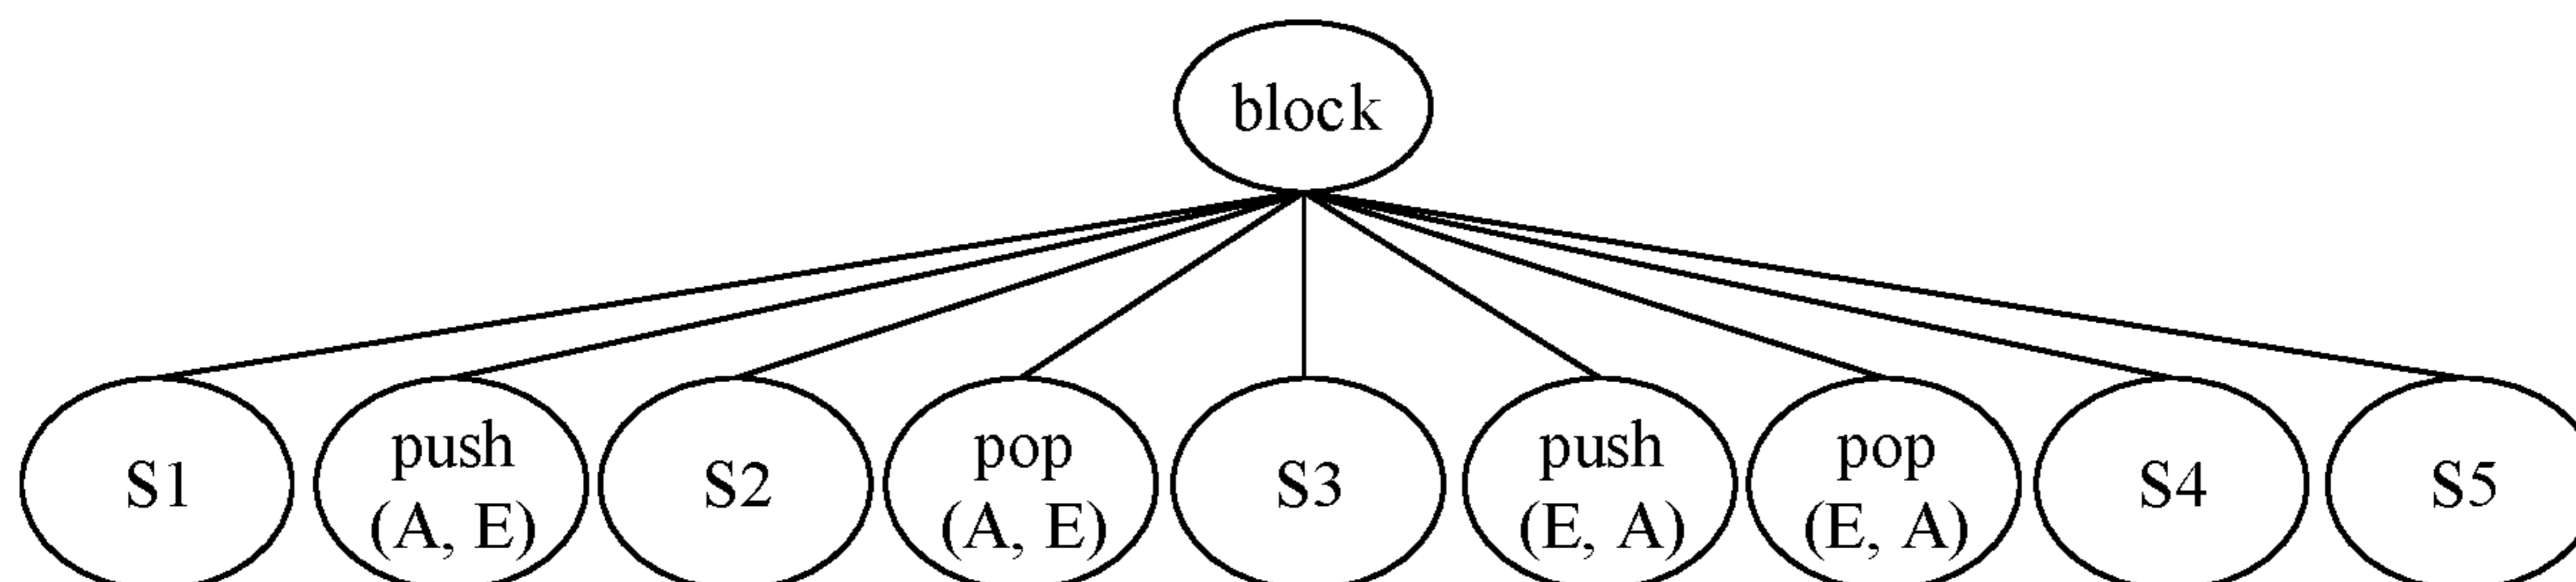 block
S1
push
(A, E)
S2
pop
(A, E)
S3
push
(E, A)
pop
(E, A)
S4
S5